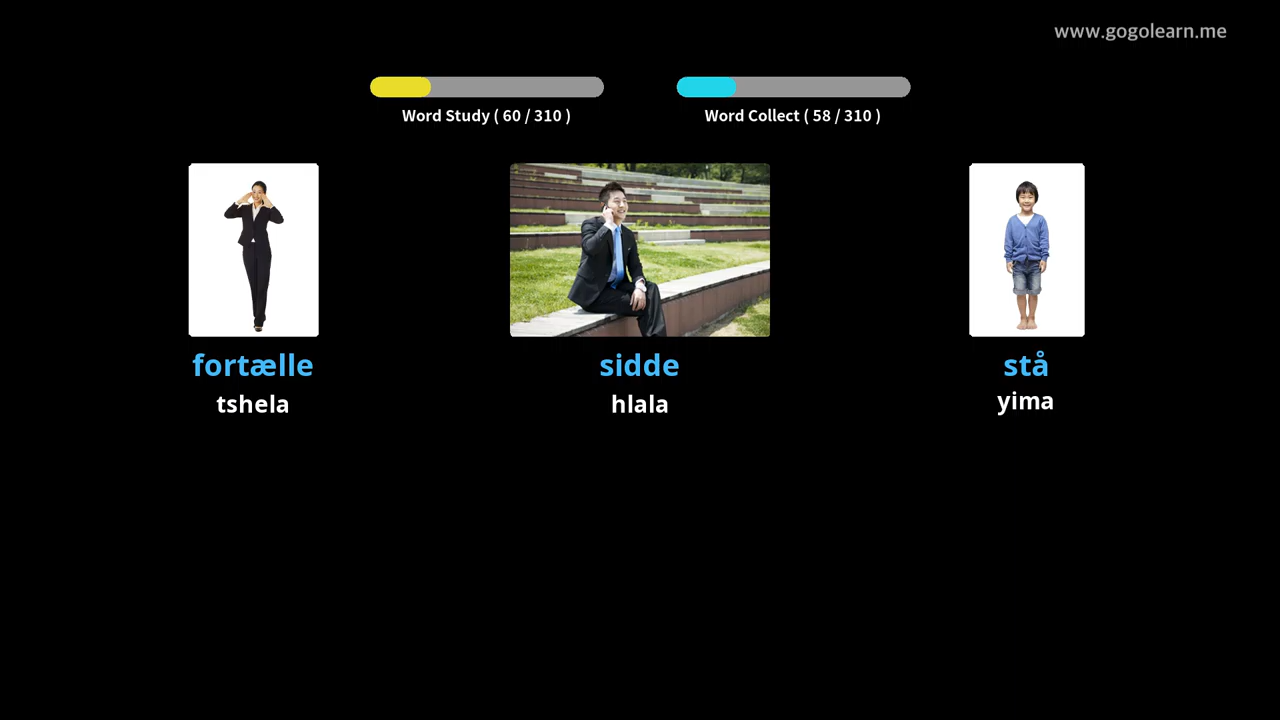 www.gogolearn.me
Word Study ( 60 / 310 )
Word Collect ( 58 / 310 )
fortælle
tshela
sidde
hlala
stå
yima